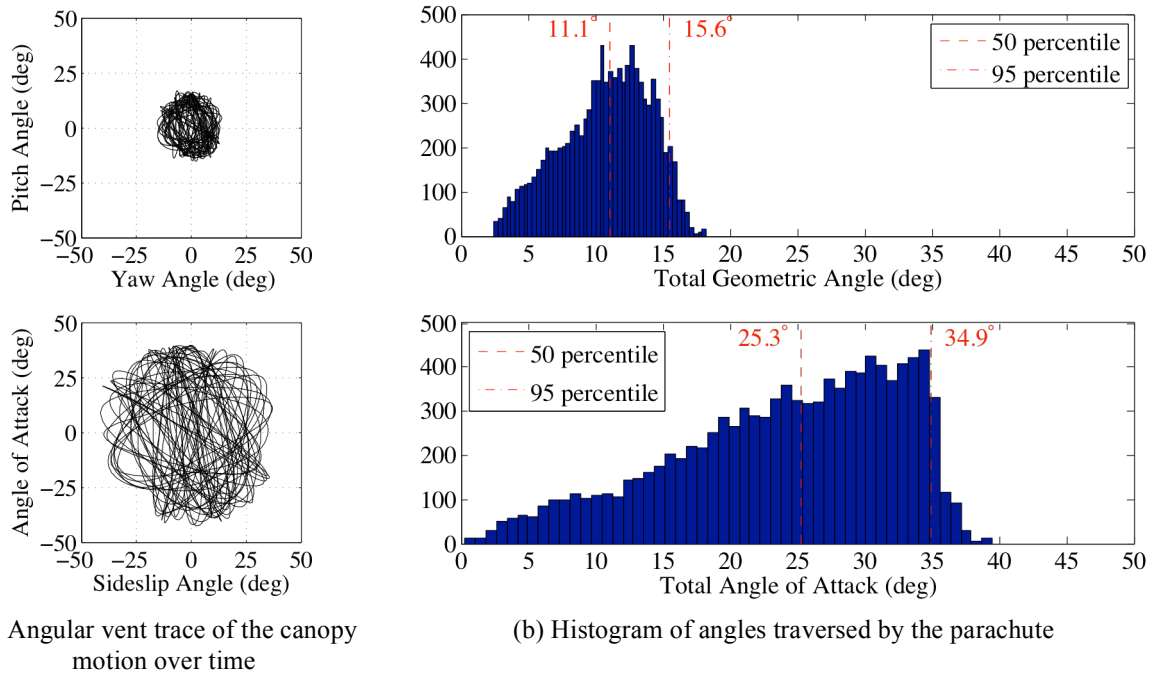 50
25
0
−25
−50
Pitch Angle (deg)
−50 −25 0 25 50
Yaw Angle (deg)
500
400
300
200
100
0
11.1°
15.6°
50 percentile
95 percentile
0 5 10 15 20 25 30 35 40 45 50
Total Geometric Angle (deg)
50
25
0
−25
−50
Angle of Attack (deg)
−50 −25 0 25 50
Sideslip Angle (deg)
500
400
300
200
100
0
50 percentile
95 percentile
25.3°
34.9°
0 5 10 15 20 25 30 35 40 45 50
Total Angle of Attack (deg)
Angular vent trace of the canopy
motion over time
(b) Histogram of angles traversed by the parachute